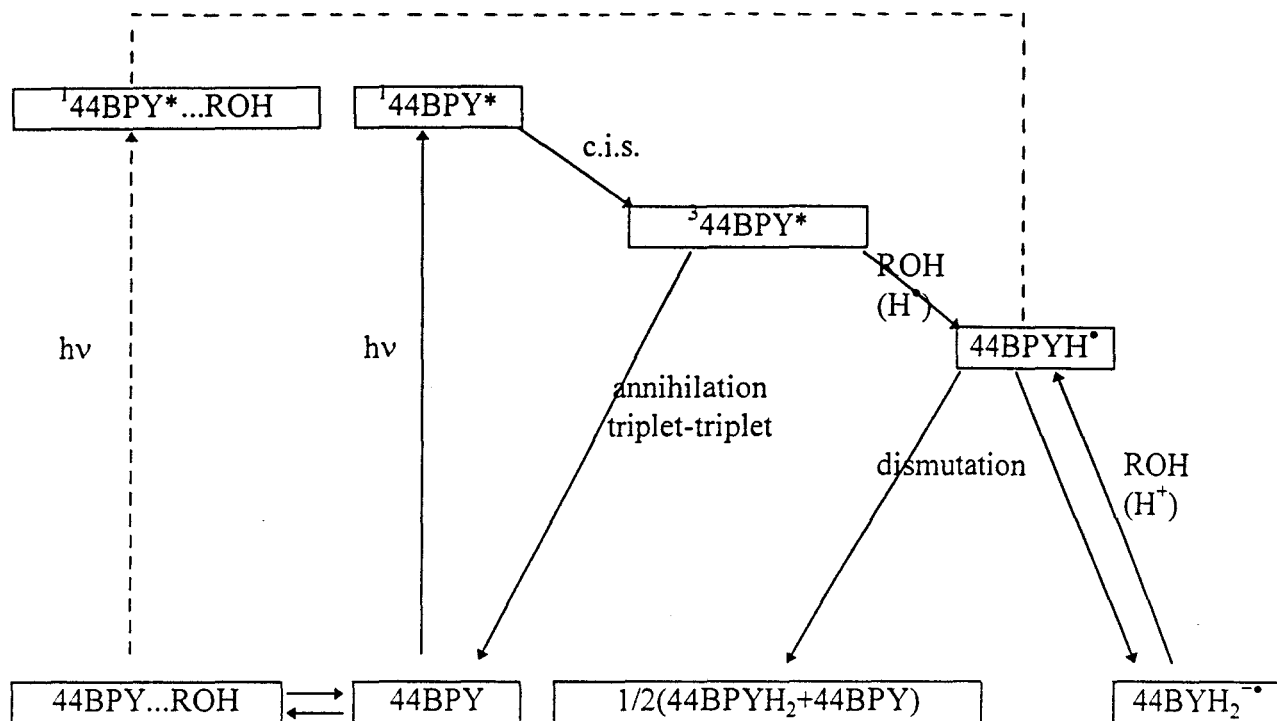 ¹44BPY*...ROH
¹44BPY*
c.i.s.
³44BPY*
ROH
(H•)
hν
hν
44BPYH•
annihilation
triplet-triplet
dismutation
ROH
(H⁺)
44BPY...ROH
44BPY
1/2(44BPYH₂+44BPY)
44BYH₂⁻•